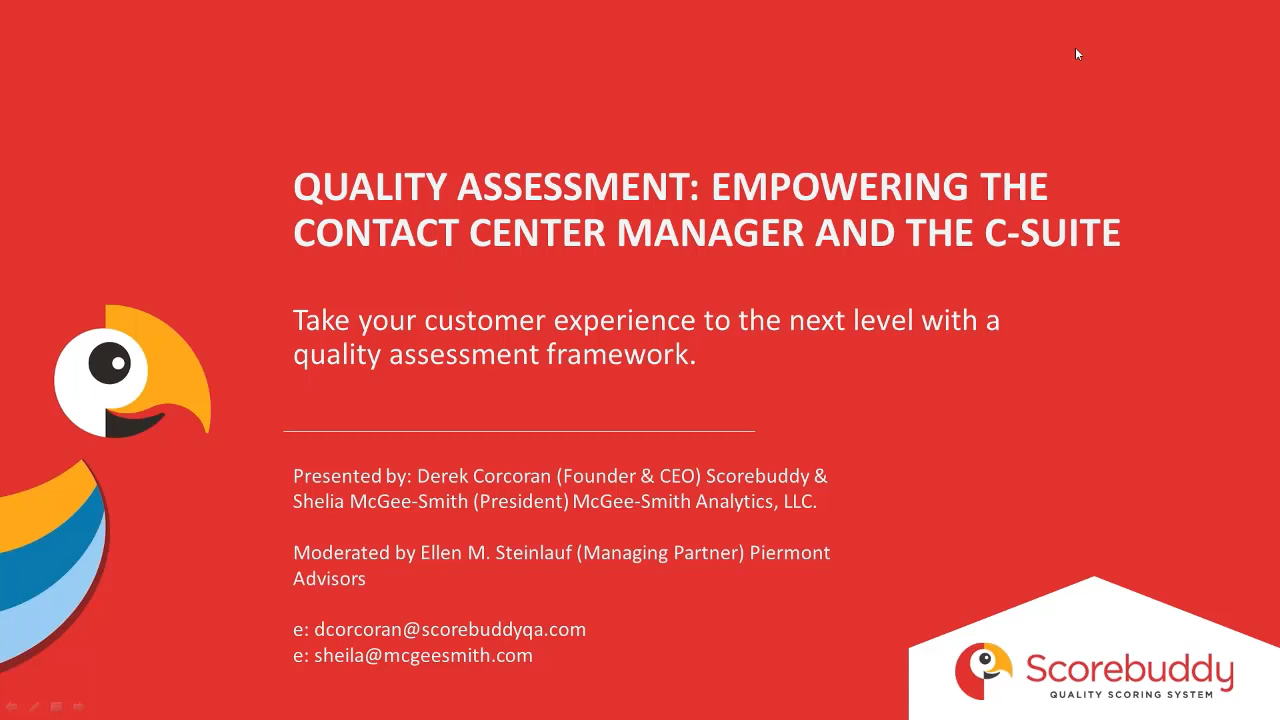 QUALITY ASSESSMENT: EMPOWERING THE
CONTACT CENTER MANAGER AND THE C-SUITE
Take your customer experience to the next level with a
quality assessment framework.
Presented by: Derek Corcoran (Founder & CEO) Scorebuddy &
Shelia McGee-Smith (President) McGee-Smith Analytics, LLC.
Moderated by Ellen M. Steinlauf (Managing Partner) Piermont
Advisors
e: dcorcoran@scorebuddyqa.com
e: sheila@mcgeesmith.com
Scorebuddy
QUALITY SCORING SYSTEM